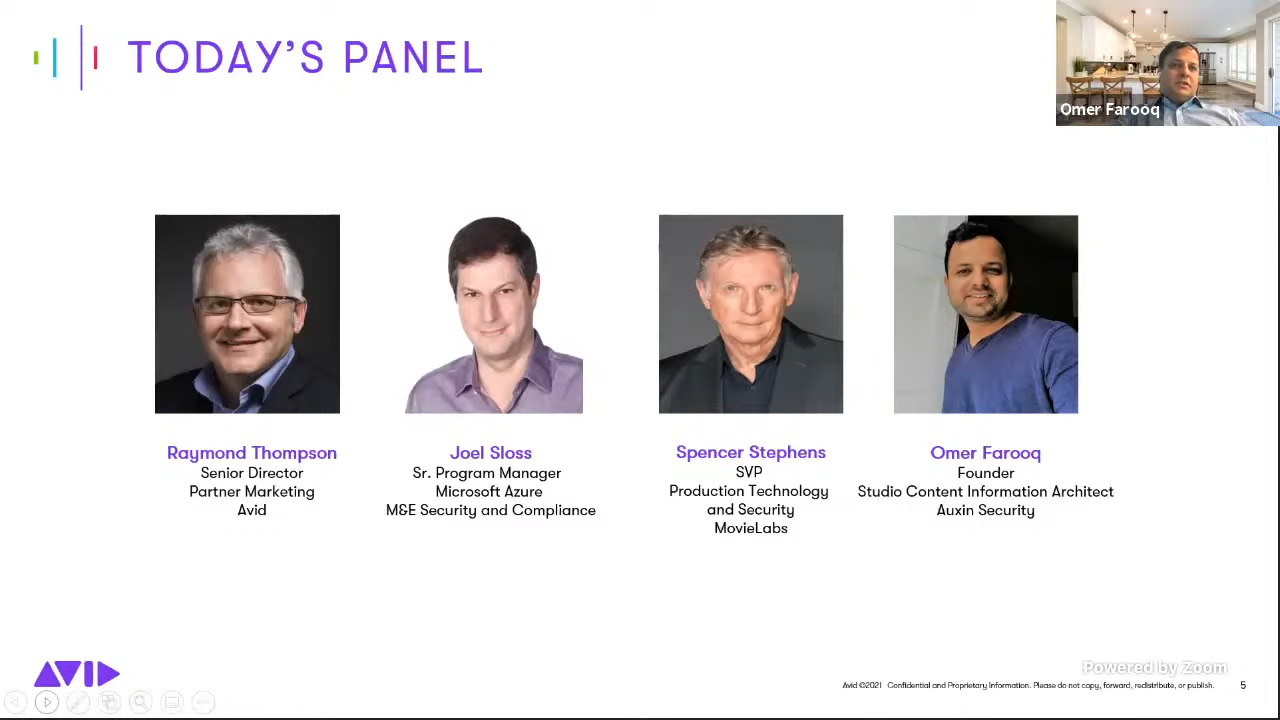 TODAY'S PANEL
Omer Farooq
Raymond Thompson
Senior Director
Partner Marketing
Avid
Joel Sloss
Sr. Program Manager
Microsoft Azure
M&E Security and Compliance
Spencer Stephens
SVP
Production Technology
and Security
MovieLabs
Omer Farooq
Founder
Studio Content Information Architect
Auxin Security
AVID
Powered by Zoom
Avid ©2021 Confidential and Proprietary Information. Please do not copy, forward, redistribute, or publish. 5